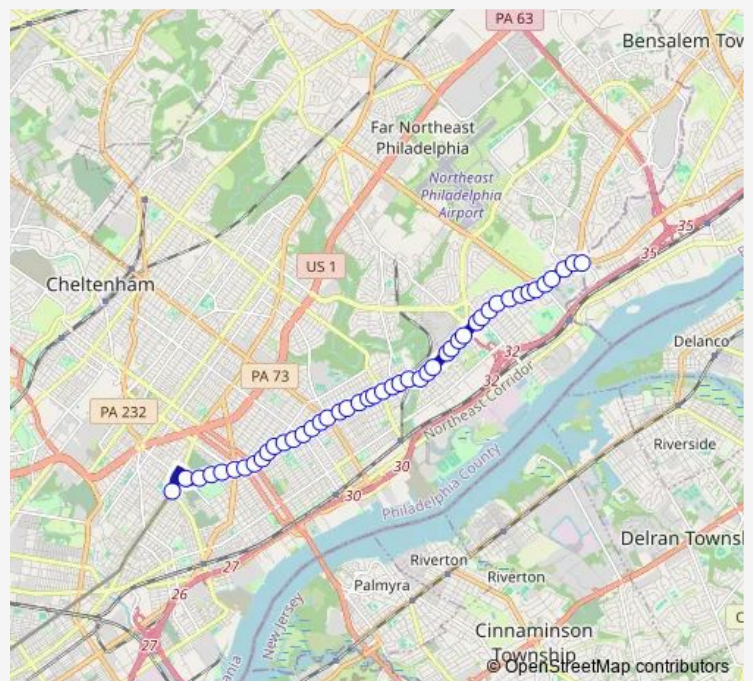 PA 63
Bensalem Tow
Far Northeast
Philadelphia
Northeast
Philadelphia
Airport
35
35
US 1
Cheltenham
Delanco
32
32
PA 73
Northeast Corridor
PA 232
Riverside
30
30
Philadelphia County
Delran Townsl
27
Riverton
Riverton
26
Palmyra
New Jersey
27
C
Cinnaminson
Township
ania
© OpenStreetMap contributors